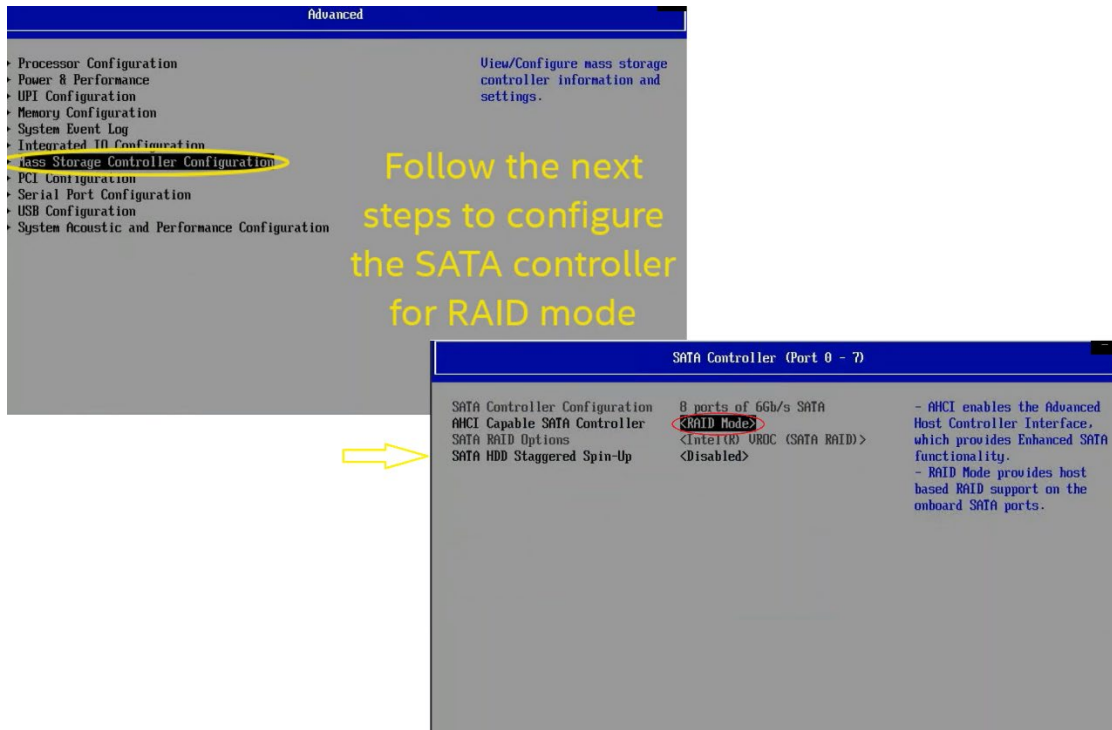 Advanced
Processor Configuration
Power & Performance
UPI Configuration
Memory Configuration
System Event Log
Integrated IO Configuration
Mass Storage Controller Configuration
PCI Configuration
Serial Port Configuration
USB Configuration
System Acoustic and Performance Configuration
View/Configure mass storage
controller information and
settings.
Follow the next
steps to configure
the SATA controller
for RAID mode
SATA Controller (Port 0 - 7)
SATA Controller Configuration 8 ports of 6Gb/s SATA
AHCI Capable SATA Controller <RAID Mode>
SATA RAID Options <Intel(R) VROC (SATA RAID)>
SATA HDD Staggered Spin-Up <Disabled>
- AHCI enables the Advanced
Host Controller Interface,
which provides Enhanced SATA
functionality.
- RAID Mode provides host
based RAID support on the
onboard SATA ports.